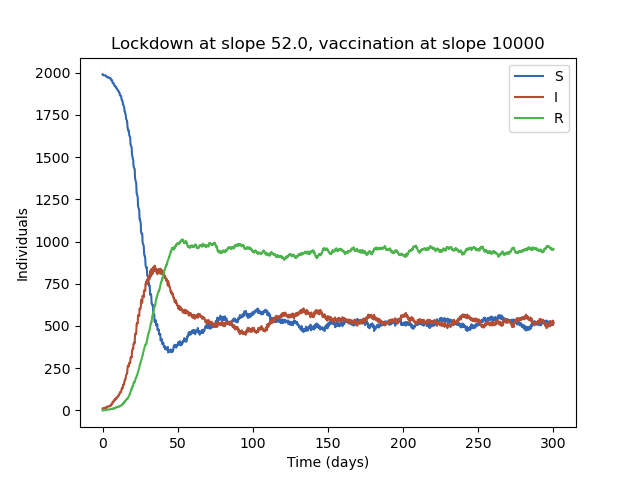 Lockdown at slope 52.0, vaccination at slope 10000
S
I
R
2000
1750
1500
1250
1000
750
500
250
0
Individuals
0 50 100 150 200 250 300
Time (days)